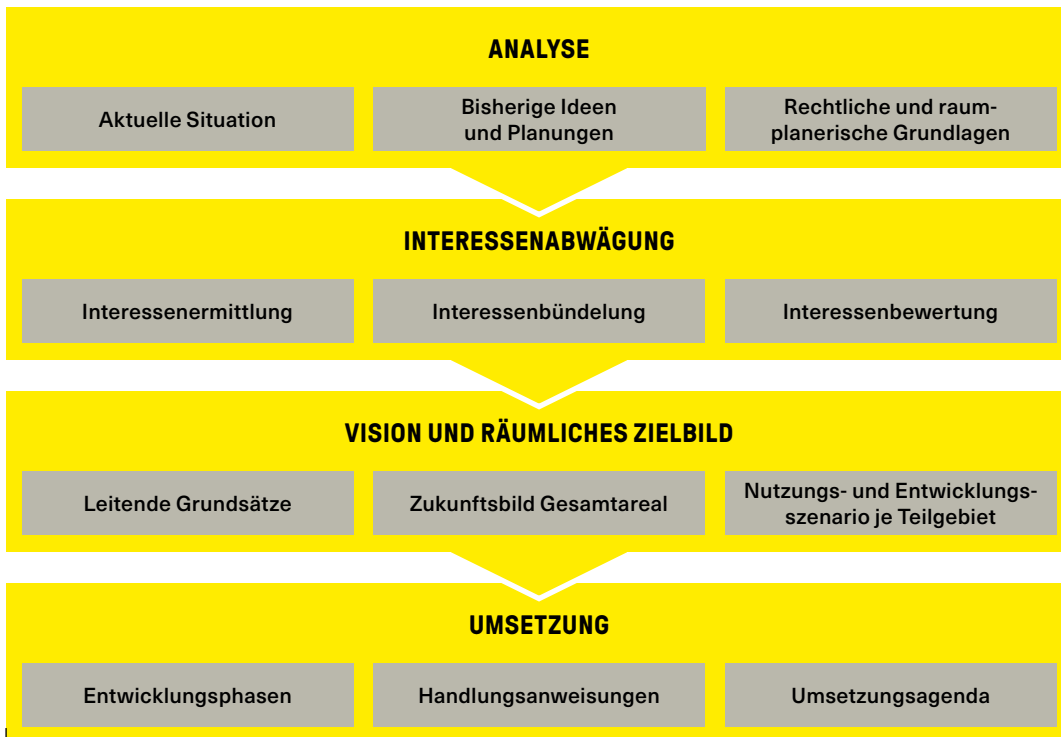 ANALYSE
Aktuelle Situation
Bisherige Ideen
und Planungen
Rechtliche und raum-
planerische Grundlagen
INTERESSENABWÄGUNG
Interessenermittlung
Interessenbündelung
Interessenbewertung
VISION UND RÄUMLICHES ZIELBILD
Leitende Grundsätze
Zukunftsbild Gesamtareal
Nutzungs- und Entwicklungs-
szenario je Teilgebiet
UMSETZUNG
Entwicklungsphasen
Handlungsanweisungen
Umsetzungsagenda